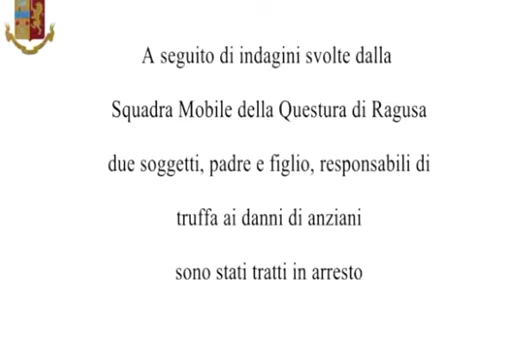 A seguito di indagini svolte dalla
Squadra Mobile della Questura di Ragusa
due soggetti, padre e figlio, responsabili di
truffa ai danni di anziani
sono stati tratti in arresto